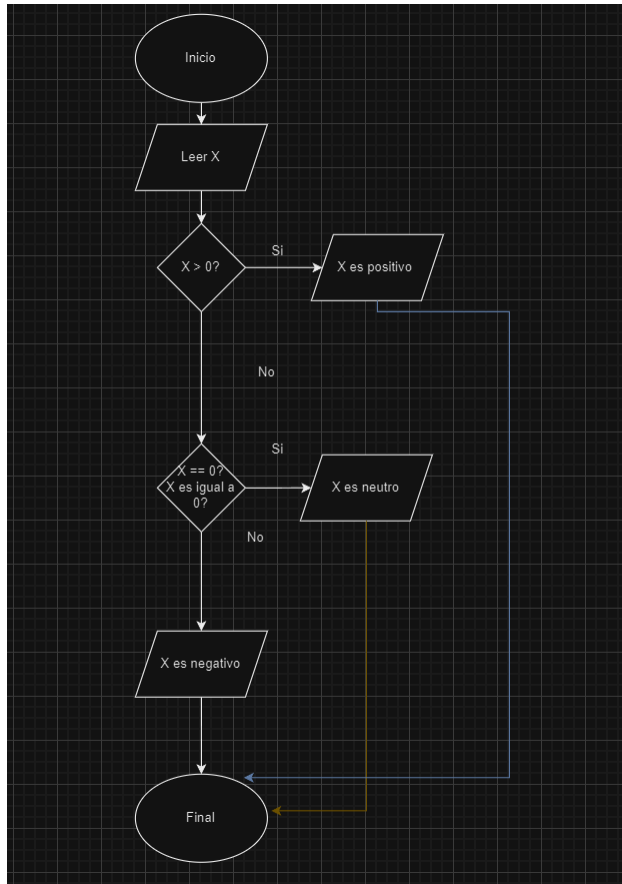 Inicio
Leer X
X > 0?
Si
X es positivo
No
X == 0?
X es igual a
0?
Si
X es neutro
No
X es negativo
Final